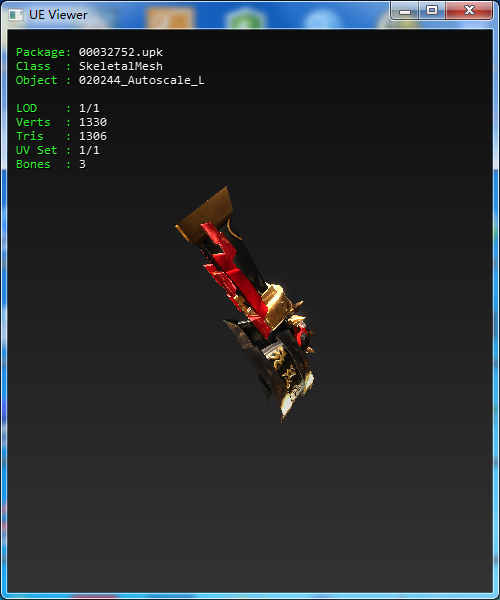 UE Viewer
Package: 00032752.upk
Class  : SkeletalMesh
Object : 020244_Autoscale_L
LOD    : 1/1
Verts  : 1330
Tris   : 1306
UV Set : 1/1
Bones  : 3